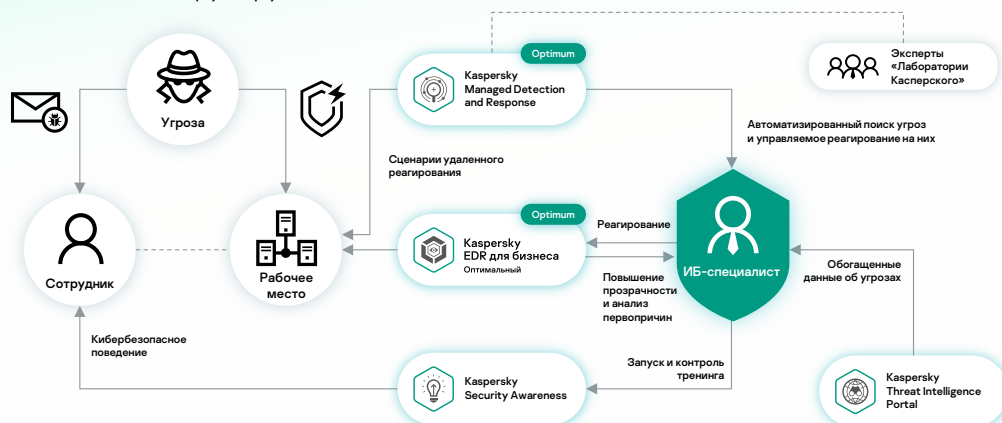 Optimum
Kaspersky
Managed Detection
and Response
Эксперты
«Лаборатории
Касперского»
Угроза
Автоматизированный поиск угроз
и управляемое реагирование на них
Сценарии удаленного
реагирования
Optimum
Kaspersky
EDR для бизнеса
Оптимальный
Реагирование
Повышение
прозрачности
и анализ
первопричин
ИБ-специалист
Обогащенные
данные об угрозах
Сотрудник
Рабочее
место
Кибербезопасное
поведение
Запуск и контроль
тренинга
Kaspersky
Security Awareness
Kaspersky
Threat Intelligence
Portal